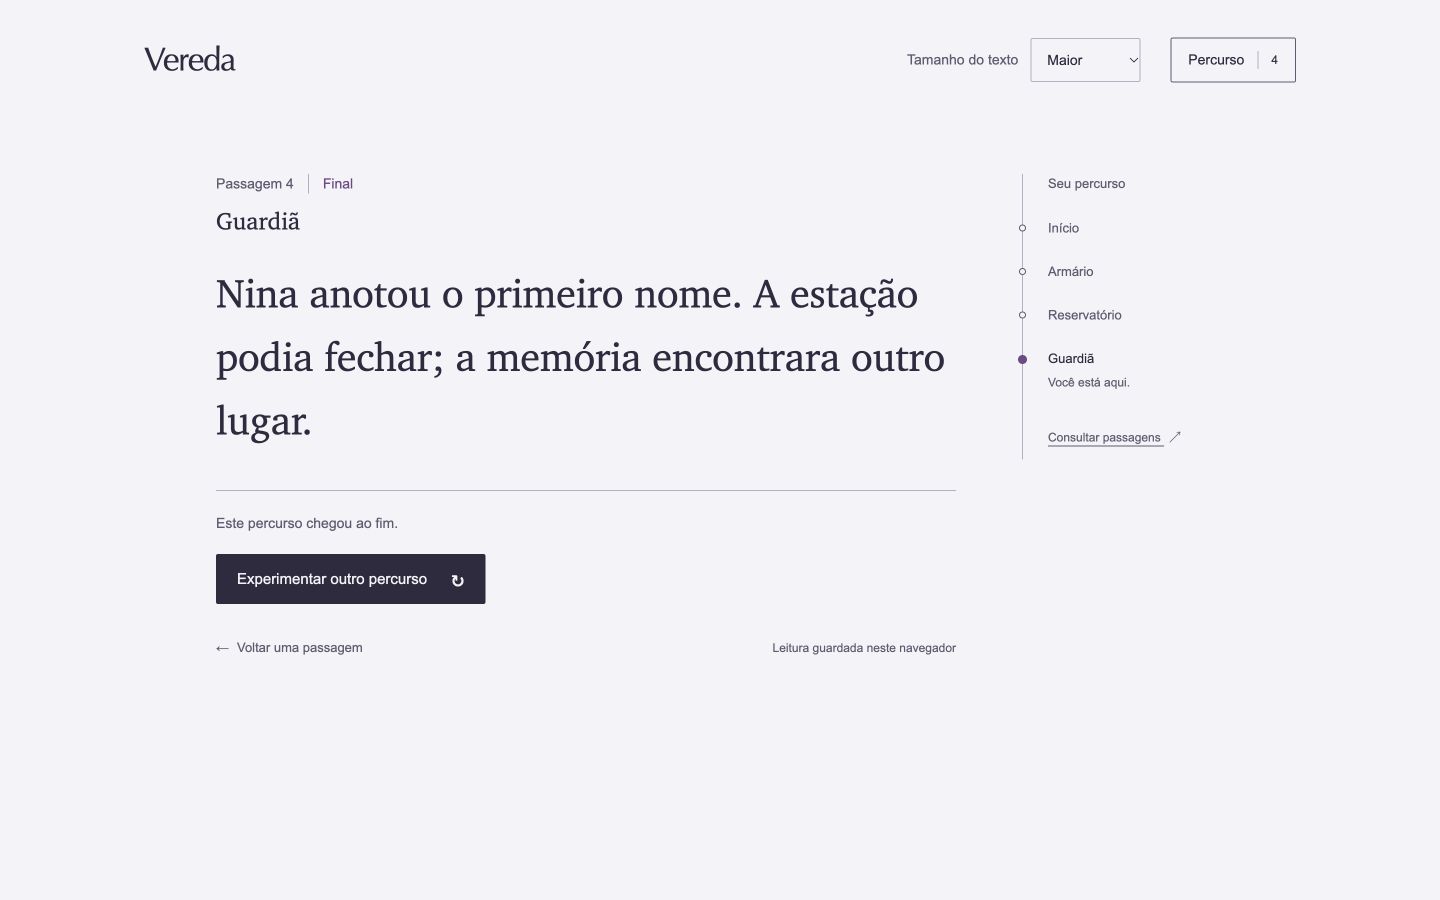 Vereda
Tamanho do texto
Maior
Percurso
4
Passagem 4
Final
Guardiã
Nina anotou o primeiro nome. A estação
podia fechar; a memória encontrara outro
lugar.
Este percurso chegou ao fim.
Experimentar outro percurso ↻
← Voltar uma passagem
Leitura guardada neste navegador
Seu percurso
Início
Armário
Reservatório
Guardiã
Você está aqui.
Consultar passagens